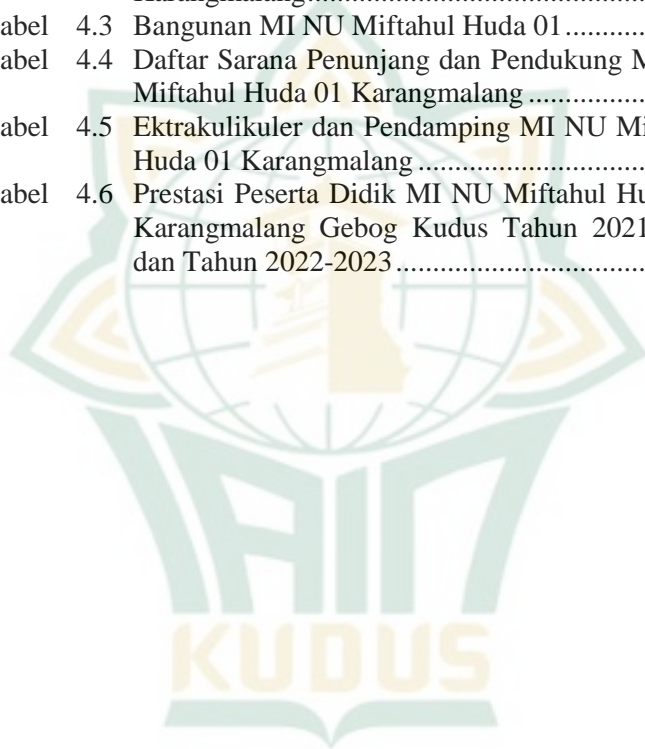 Karangmalang
abel 4.3 Bangunan MI NU Miftahul Huda 01
abel 4.4 Daftar Sarana Penunjang dan Pendukung M
Miftahul Huda 01 Karangmalang
abel 4.5 Ektrakulikuler dan Pendamping MI NU Mi
Huda 01 Karangmalang
abel 4.6 Prestasi Peserta Didik MI NU Miftahul Hu
Karangmalang Gebog Kudus Tahun 2021
dan Tahun 2022-2023
IAIN
KUDUS